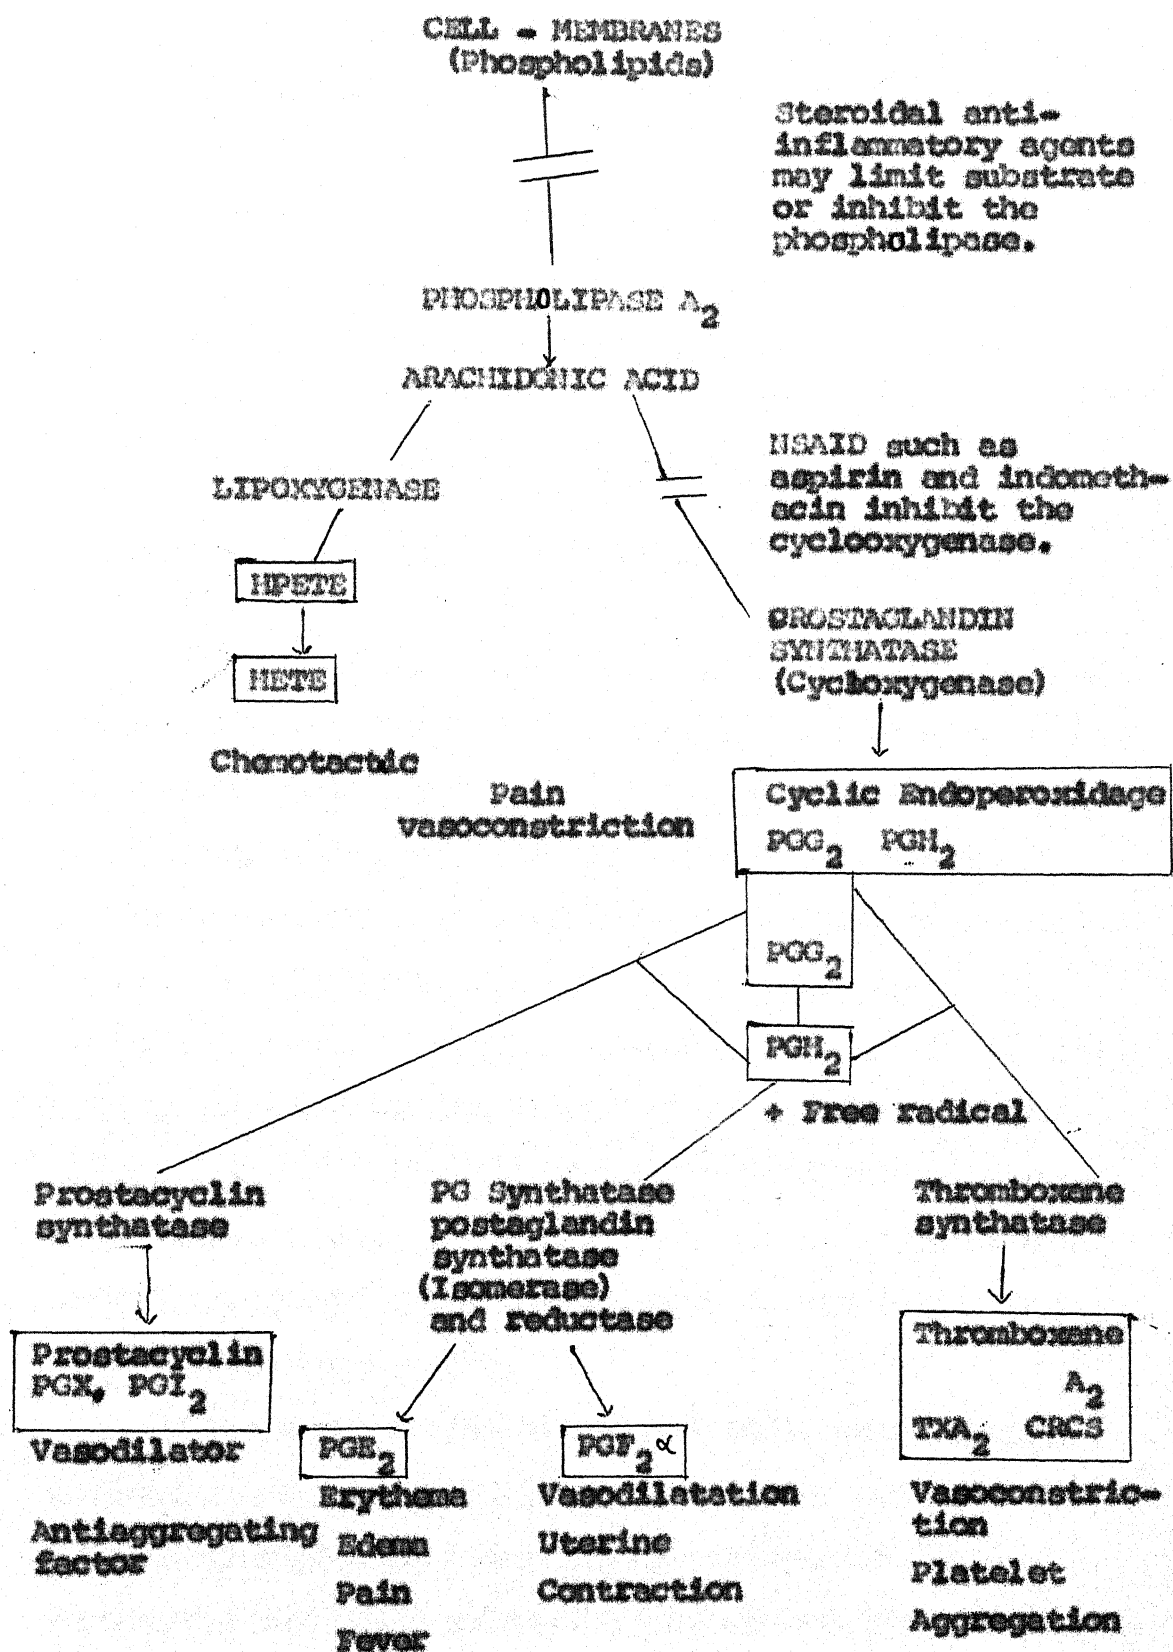 CELL - MEMBRANES
(Phospholipids)
Steroidal anti-
inflammatory agents
may limit substrate
or inhibit the
phospholipase.
PHOSPHOLIPASE A2
ARACHIDONIC ACID
NSAID such as
aspirin and indometh-
acin inhibit the
cyclooxygenase.
LIPOXYGENASE
HPETE
HETE
PROSTAGLANDIN
SYNTHATASE
(Cycloxygenase)
Chemotactic
Pain
vasoconstriction
Cyclic Endoperoxidage
PGG2 PGH2
PGG2
PGH2
+ Free radical
Prostacyclin
synthatase
PG Synthatase
postaglandin
synthatase
(Isomerase)
and reductase
Thromboxane
synthatase
Prostacyclin
PGX, PGI2
Vasodilator
Antiaggregating
factor
PGE2
Erythema
Edema
Pain
Fever
PGF2α
Vasodilatation
Uterine
Contraction
Thromboxane
A2
TXA2 CRCS
Vasoconstric-
tion
Platelet
Aggregation